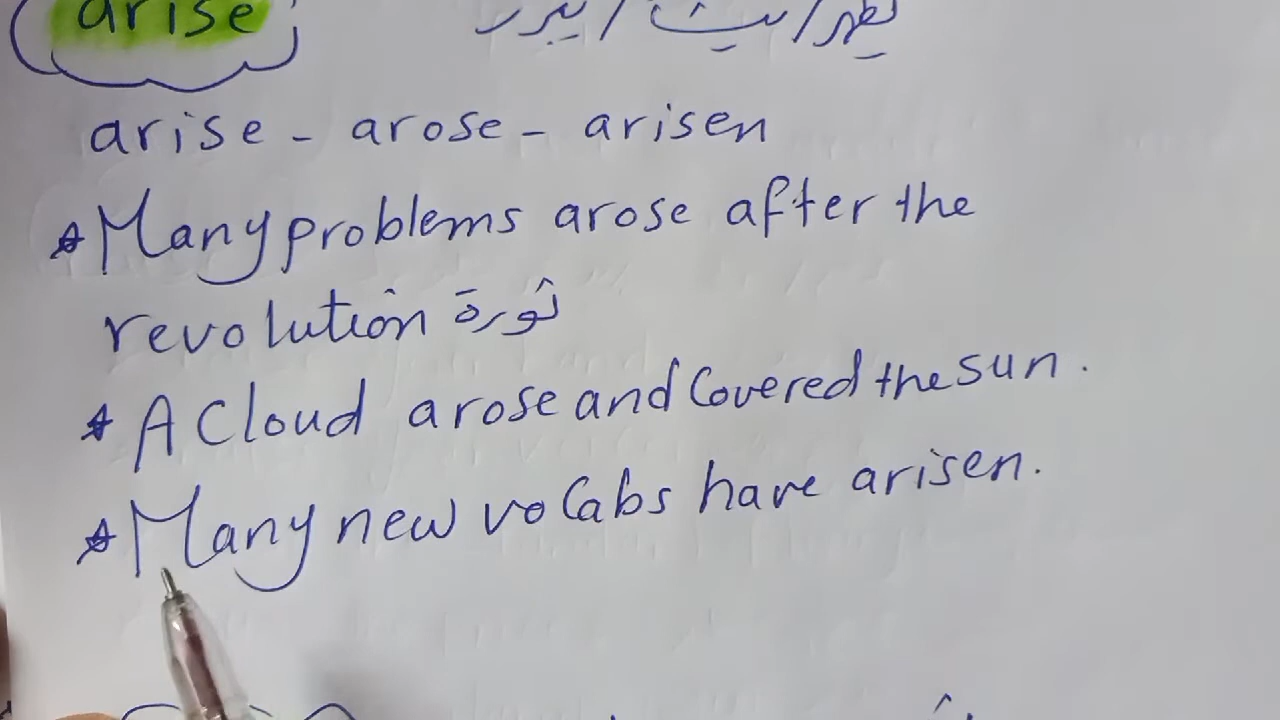 arise يظهر /
arise - arose - arisen
Many problems arose after the
revolution ثورة
A Cloud arose and Covered the sun.
Many new vocabs have arisen.